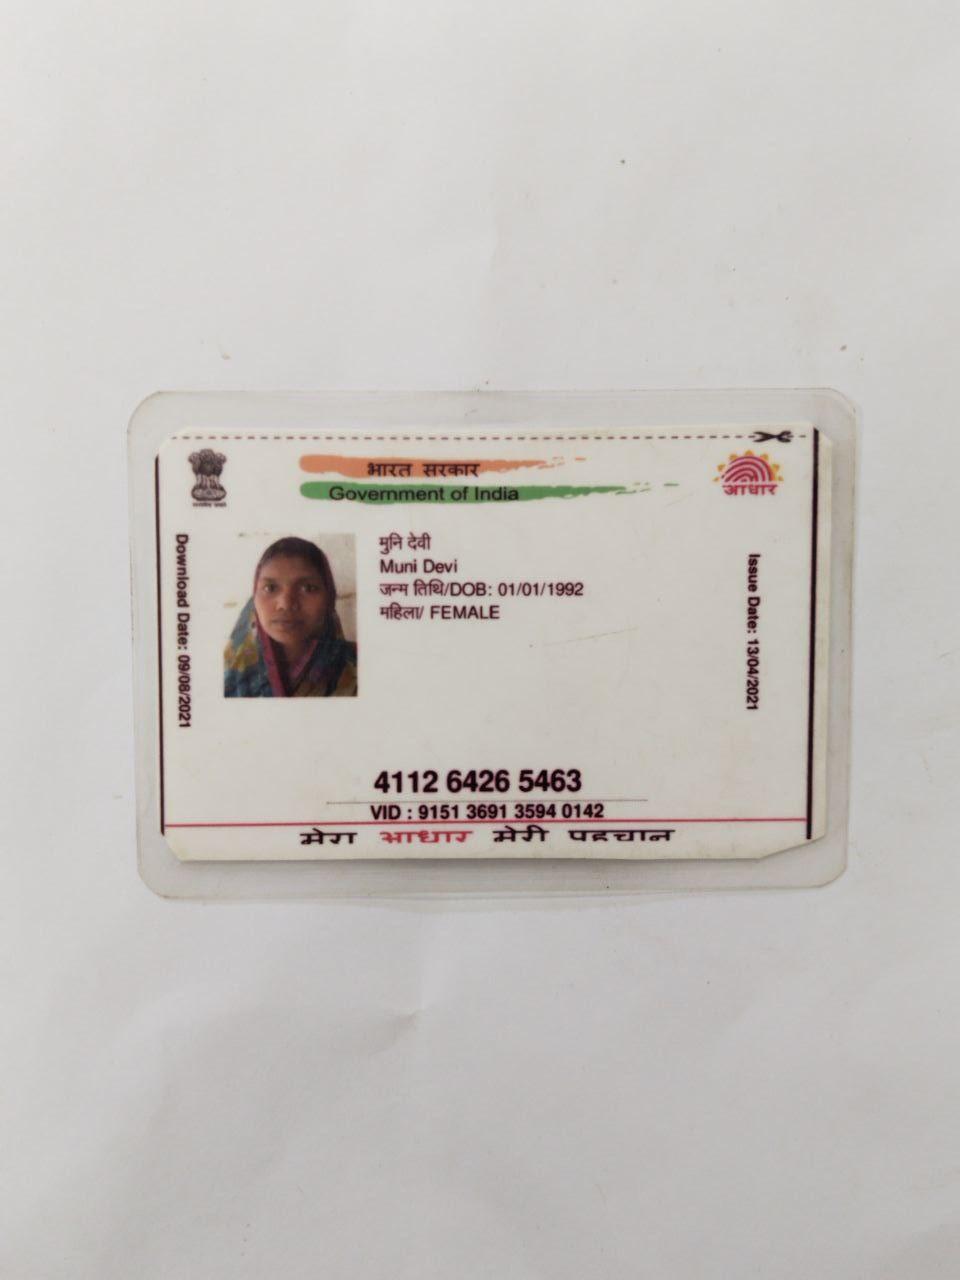 भारत सरकार
Government of India
आधार
Download Date: 09/08/2021
मुनि देवी
Muni Devi
जन्म तिथि/DOB: 01/01/1992
महिला/ FEMALE
Issue Date: 13/04/2021
4112 6426 5463
VID : 9151 3691 3594 0142
मेरा आधार मेरी पहचान